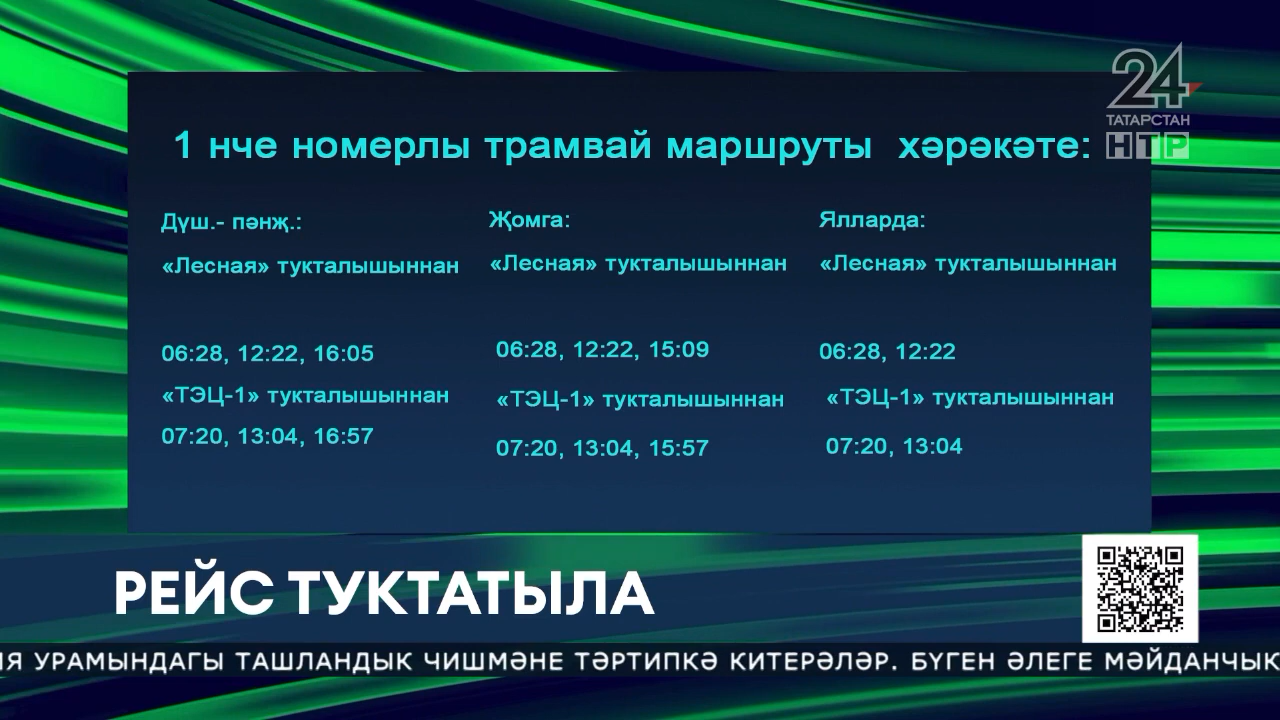 24
ТАТАРСТАН
НТР
1 нче номерлы трамвай маршруты хәрәкәте:
Дүш.- пәнҗ.:
«Лесная» тукталышыннан
06:28, 12:22, 16:05
«ТЭЦ-1» тукталышыннан
07:20, 13:04, 16:57
Җомга:
«Лесная» тукталышыннан
06:28, 12:22, 15:09
«ТЭЦ-1» тукталышыннан
07:20, 13:04, 15:57
Ялларда:
«Лесная» тукталышыннан
06:28, 12:22
«ТЭЦ-1» тукталышыннан
07:20, 13:04
РЕЙС ТУКТАТЫЛА
ИЯ УРАМЫНДАГЫ ТАШЛАНДЫК ЧИШМӘНЕ ТӘРТИПКӘ КИТЕРӘЛӘР. БҮГЕН ӘЛЕГЕ МӘЙДАНЧЫК